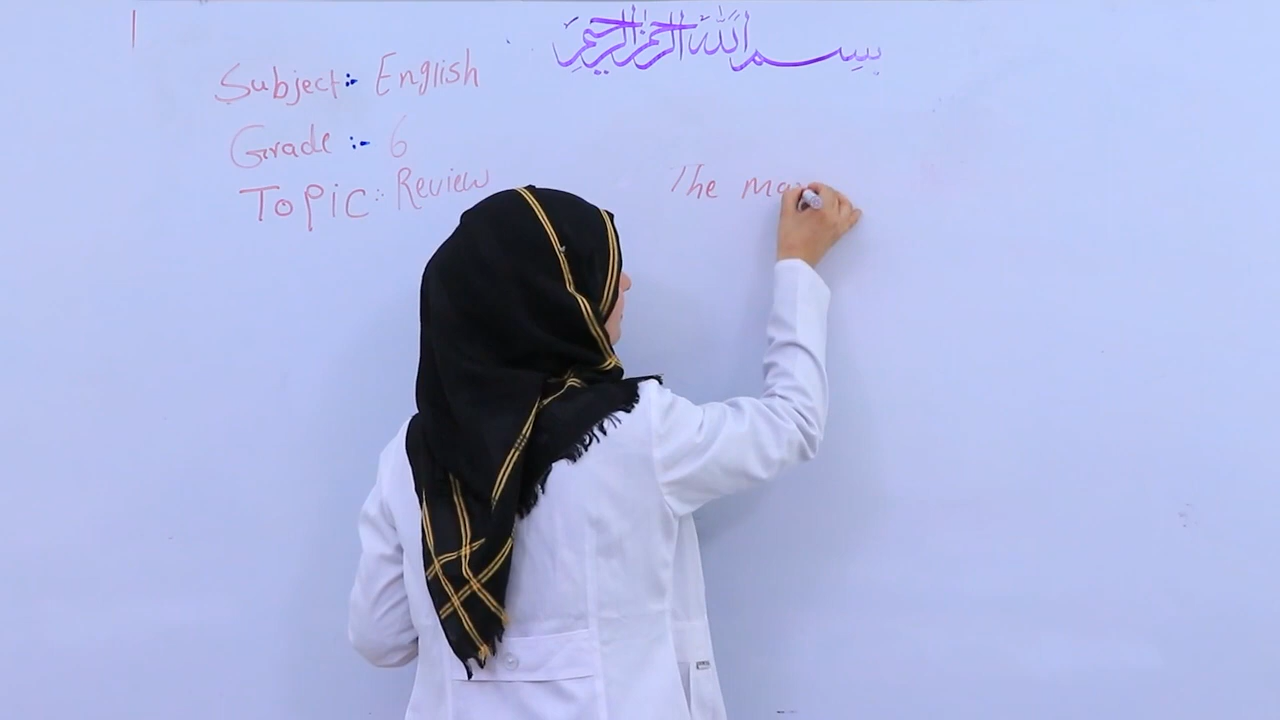 بسم الله الرحمن الرحيم
Subject:- English
Grade :- 6
Topic: Review
The